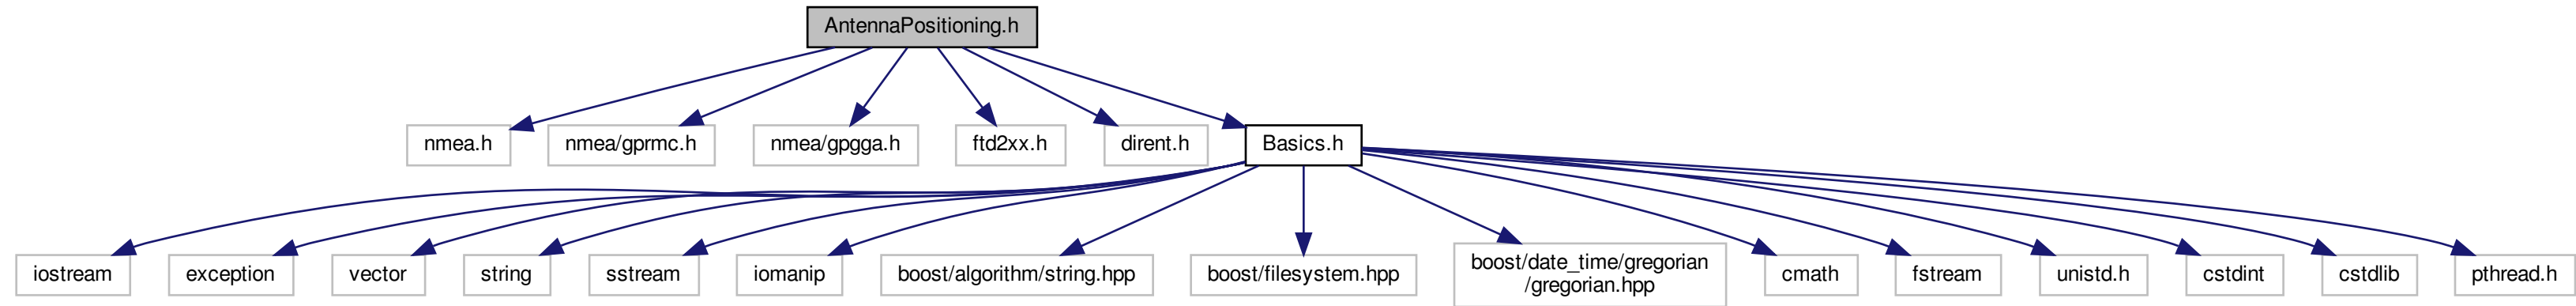 AntennaPositioning.h
nmea.h
nmea/gprmc.h
nmea/gpgga.h
ftd2xx.h
dirent.h
Basics.h
iostream
exception
vector
string
sstream
iomanip
boost/algorithm/string.hpp
boost/filesystem.hpp
boost/date_time/gregorian
/gregorian.hpp
cmath
fstream
unistd.h
cstdint
cstdlib
pthread.h